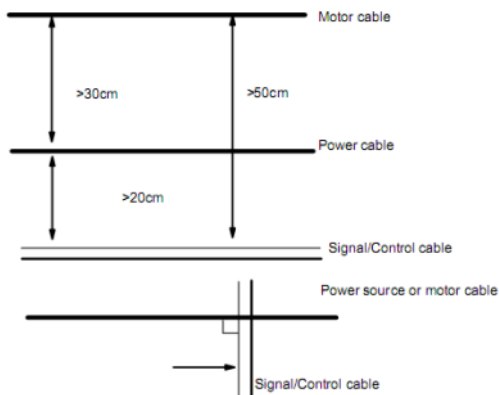 Motor cable
>30cm
>50cm
Power cable
>20cm
Signal/Control cable
Power source or motor cable
Signal/Control cable